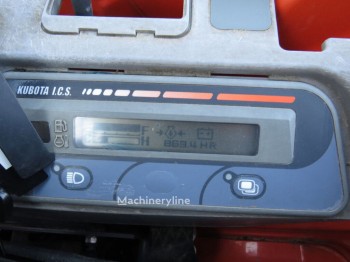 KUBOTA I.C.S.
F
H
Machineryline